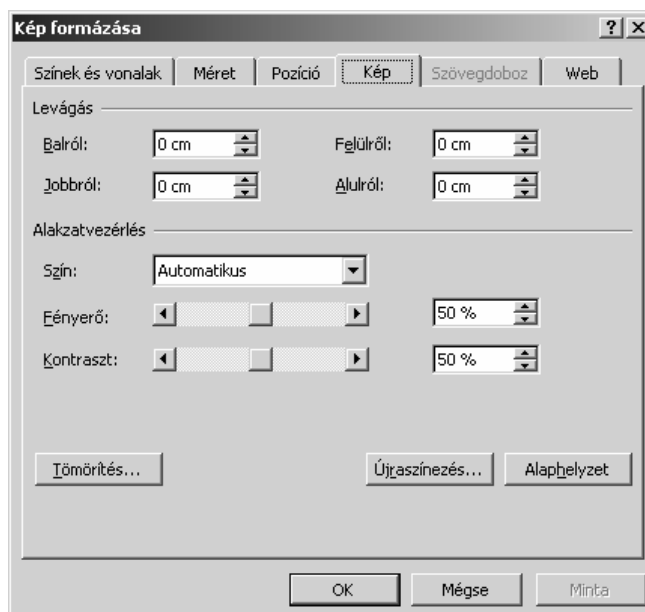 Kép formázása
Színek és vonalak Méret Pozíció Kép Szövegdoboz Web
Levágás
Balról: 0 cm Felülről: 0 cm
Jobbról: 0 cm Alulról: 0 cm
Alakzatvezérlés
Szín: Automatikus
Fényerő: 50 %
Kontraszt: 50 %
Tömörítés... Újraszínezés... Alaphelyzet
OK Mégse Minta